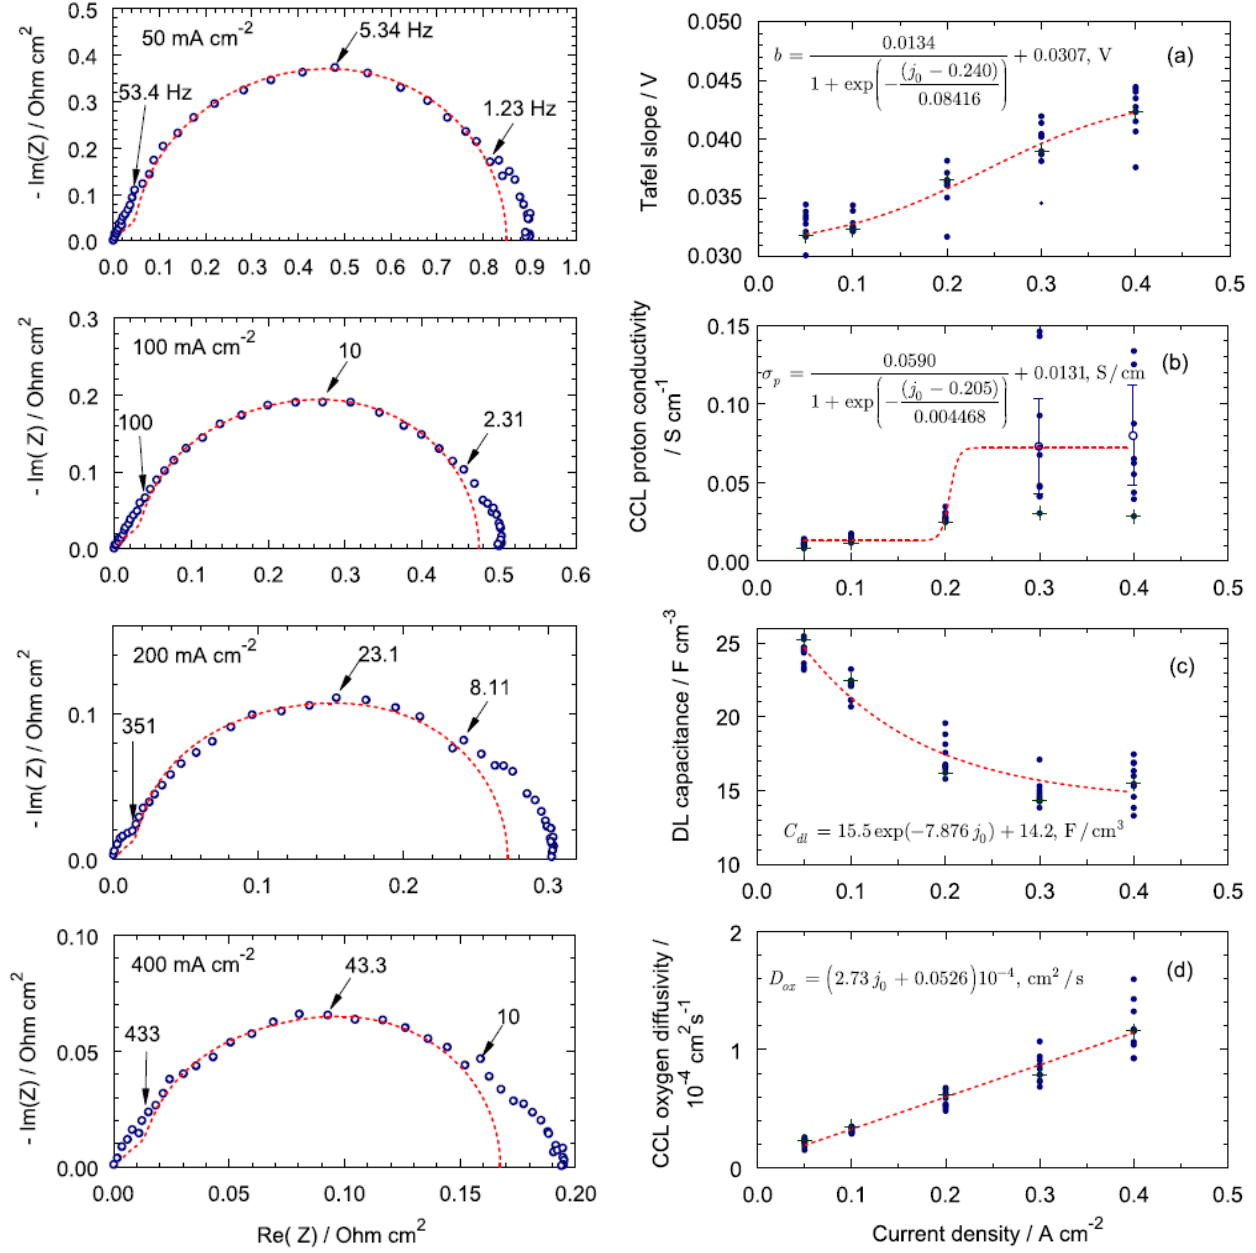 0.5
0.4
0.3
0.2
0.1
0.0
- Im(Z) / Ohm cm²
50 mA cm⁻²
5.34 Hz
53.4 Hz
1.23 Hz
0.0 0.1 0.2 0.3 0.4 0.5 0.6 0.7 0.8 0.9 1.0
0.3
0.2
0.1
0.0
- Im( Z) / Ohm cm²
100 mA cm⁻²
10
100
2.31
0.0 0.1 0.2 0.3 0.4 0.5 0.6
0.1
0.0
- Im( Z) / Ohm cm²
200 mA cm⁻²
23.1
8.11
351
0.0 0.1 0.2 0.3
0.10
0.05
0.00
- Im(Z) / Ohm cm²
400 mA cm⁻²
43.3
10
433
0.00 0.05 0.10 0.15 0.20
Re( Z) / Ohm cm²
0.050
0.045
0.040
0.035
0.030
Tafel slope / V
b = 0.0134 / (1 + exp(−(j₀ − 0.240) / 0.08416)) + 0.0307, V
(a)
0.0 0.1 0.2 0.3 0.4 0.5
0.15
0.10
0.05
0.00
CCL proton conductivity
/ S cm⁻¹
σₚ = 0.0590 / (1 + exp(−(j₀ − 0.205) / 0.004468)) + 0.0131, S/cm
(b)
0.0 0.1 0.2 0.3 0.4 0.5
25
20
15
10
DL capacitance / F cm⁻³
(c)
C_dl = 15.5 exp(−7.876 j₀) + 14.2, F/cm³
0.0 0.1 0.2 0.3 0.4 0.5
2
1
0
CCL oxygen diffusivity /
10⁻⁴ cm² s⁻¹
D_ox = (2.73 j₀ + 0.0526)10⁻⁴, cm²/s
(d)
0.0 0.1 0.2 0.3 0.4 0.5
Current density / A cm⁻²